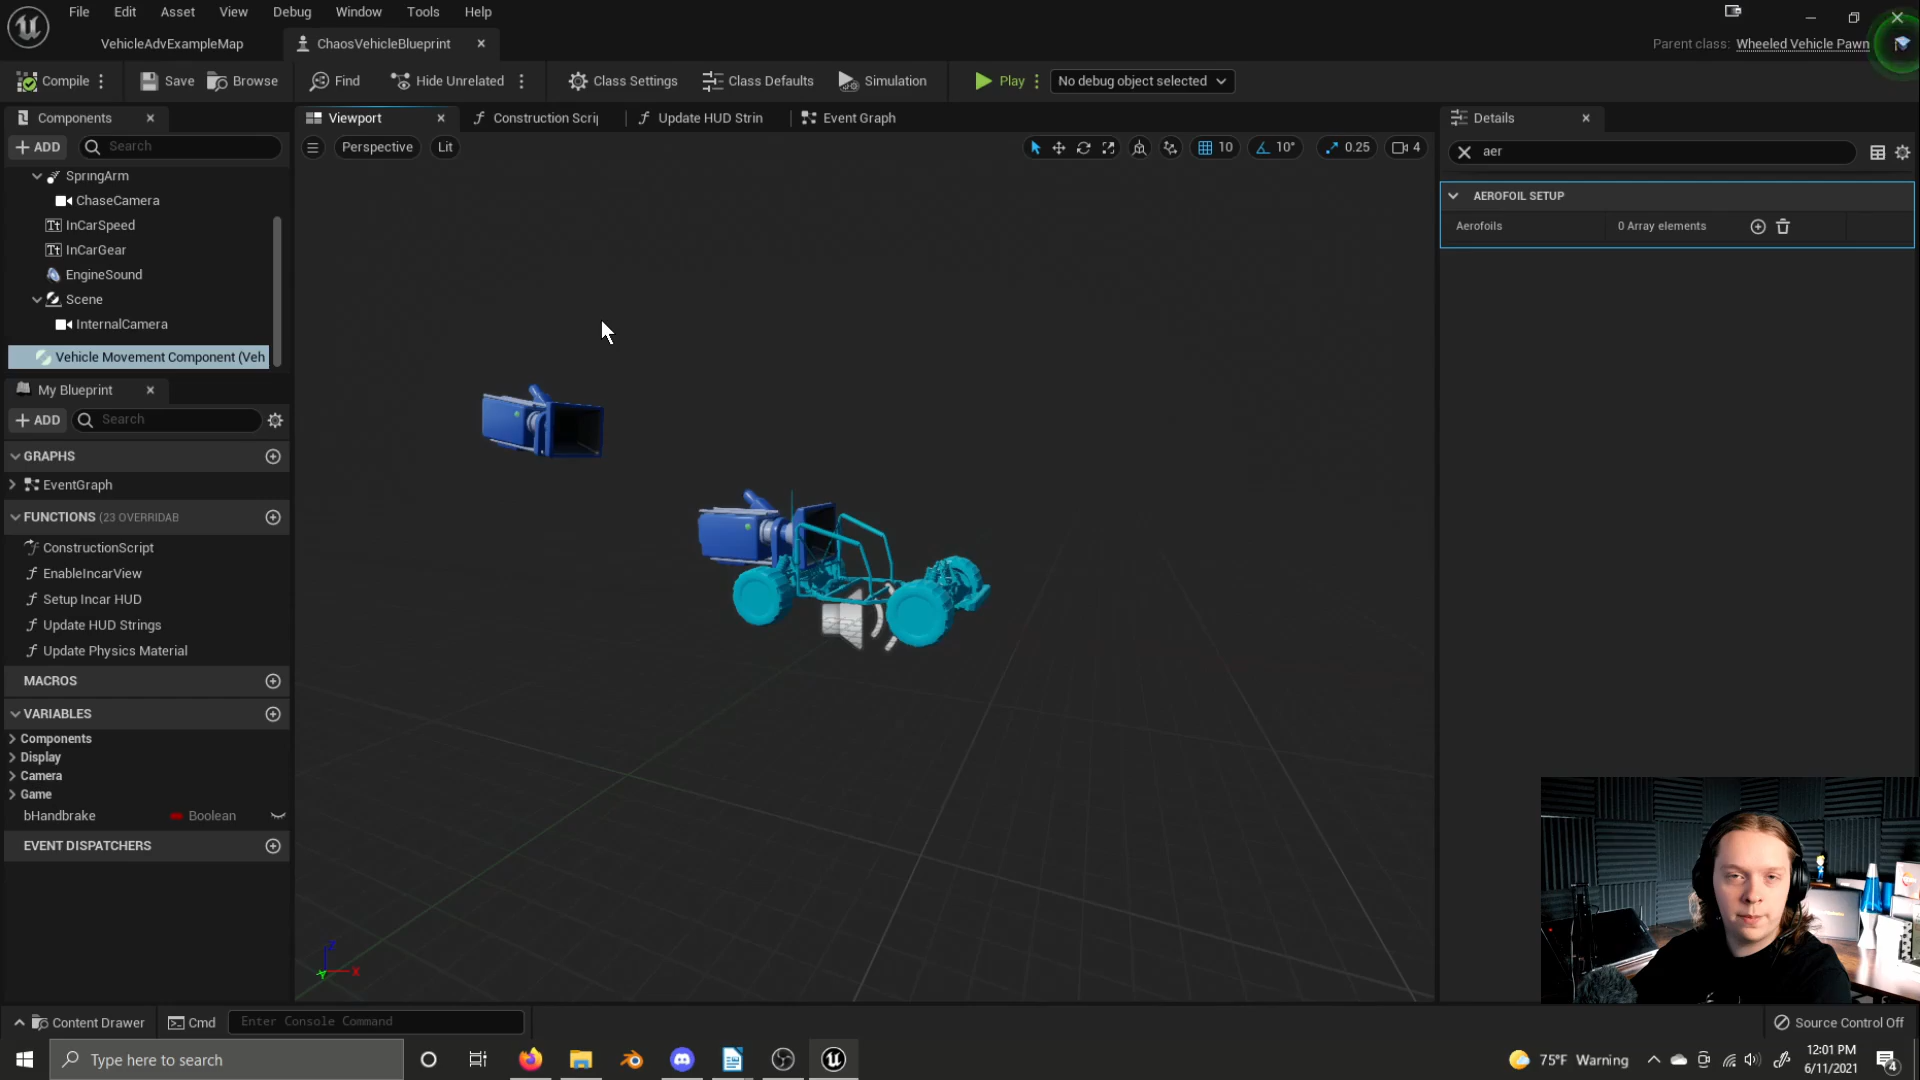 File Edit Asset View Debug Window Tools Help
VehicleAdvExampleMap
ChaosVehicleBlueprint
Parent class: Wheeled Vehicle Pawn
Compile
Save
Browse
Find
Hide Unrelated
Class Settings
Class Defaults
Simulation
Play
No debug object selected
Components
ADD
Search
SpringArm
ChaseCamera
InCarSpeed
InCarGear
EngineSound
Scene
InternalCamera
Vehicle Movement Component (Veh
My Blueprint
ADD
Search
GRAPHS
EventGraph
FUNCTIONS (23 OVERRIDAB
ConstructionScript
EnableIncarView
Setup Incar HUD
Update HUD Strings
Update Physics Material
MACROS
VARIABLES
Components
Display
Camera
Game
bHandbrake Boolean
EVENT DISPATCHERS
Viewport
Construction Scrip
Update HUD Strin
Event Graph
Perspective
Lit
10
10°
0.25
4
Z
Y
X
Details
aer
AEROFOIL SETUP
Aerofoils 0 Array elements
Content Drawer
Cmd
Enter Console Command
Source Control Off
Type here to search
75°F Warning
12:01 PM
6/11/2021
4